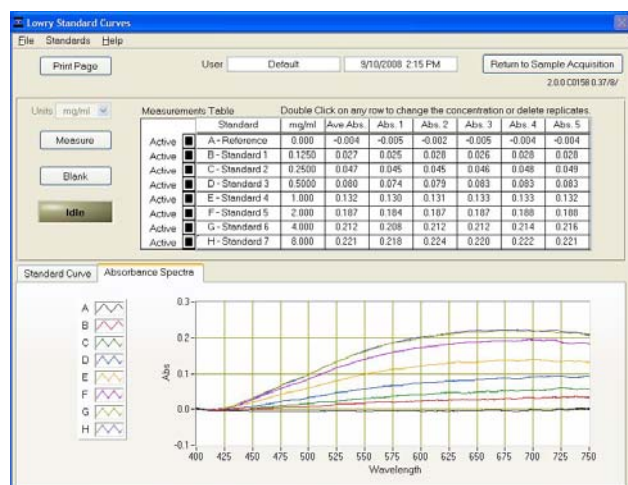 Lowry Standard Curves
File Standards Help
Print Page User Default 9/10/2008 2:15 PM Return to Sample Acquisition
2.0.0 C0158 0.37/8/
Units mg/ml Measurements Table Double Click on any row to change the concentration or delete replicates.
Standard mg/ml Ave.Abs. Abs. 1 Abs. 2 Abs. 3 Abs. 4 Abs. 5
Measure
Active A - Reference 0.000 -0.004 -0.005 -0.002 -0.005 -0.004 -0.004
Active B - Standard 1 0.1250 0.027 0.025 0.028 0.026 0.028 0.028
Active C - Standard 2 0.2500 0.047 0.045 0.045 0.046 0.048 0.049
Blank
Active D - Standard 3 0.5000 0.080 0.074 0.079 0.083 0.083 0.083
Active E - Standard 4 1.000 0.132 0.130 0.131 0.133 0.133 0.132
Idle
Active F - Standard 5 2.000 0.187 0.184 0.187 0.187 0.188 0.188
Active G - Standard 6 4.000 0.212 0.208 0.212 0.212 0.214 0.216
Active H - Standard 7 8.000 0.221 0.218 0.224 0.220 0.222 0.221
Standard Curve Absorbance Spectra
A
B
C
D
E
F
G
H
0.3
0.2
0.1
0.0
-0.1
Abs
400 425 450 475 500 525 550 575 600 625 650 675 700 725 750
Wavelength